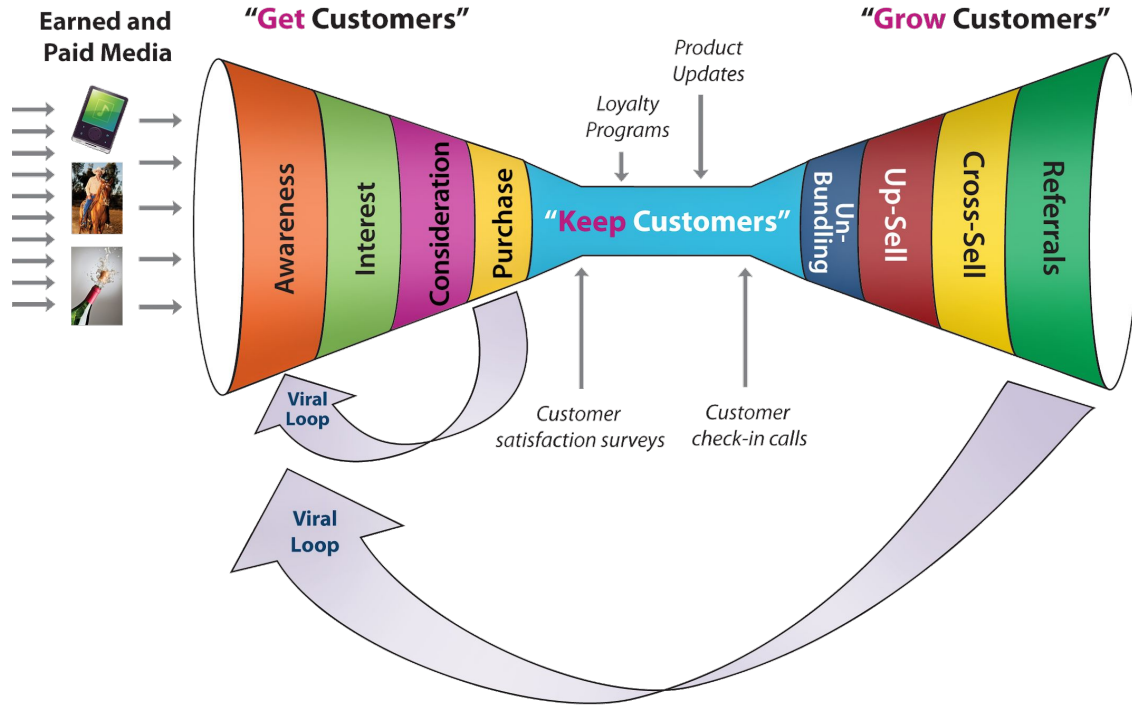 Earned and
Paid Media
“Get Customers”
“Grow Customers”
Product
Updates
Loyalty
Programs
Awareness
Interest
Consideration
Purchase
“Keep Customers”
Un-
Bundling
Up-Sell
Cross-Sell
Referrals
Viral
Loop
Customer
satisfaction surveys
Customer
check-in calls
Viral
Loop